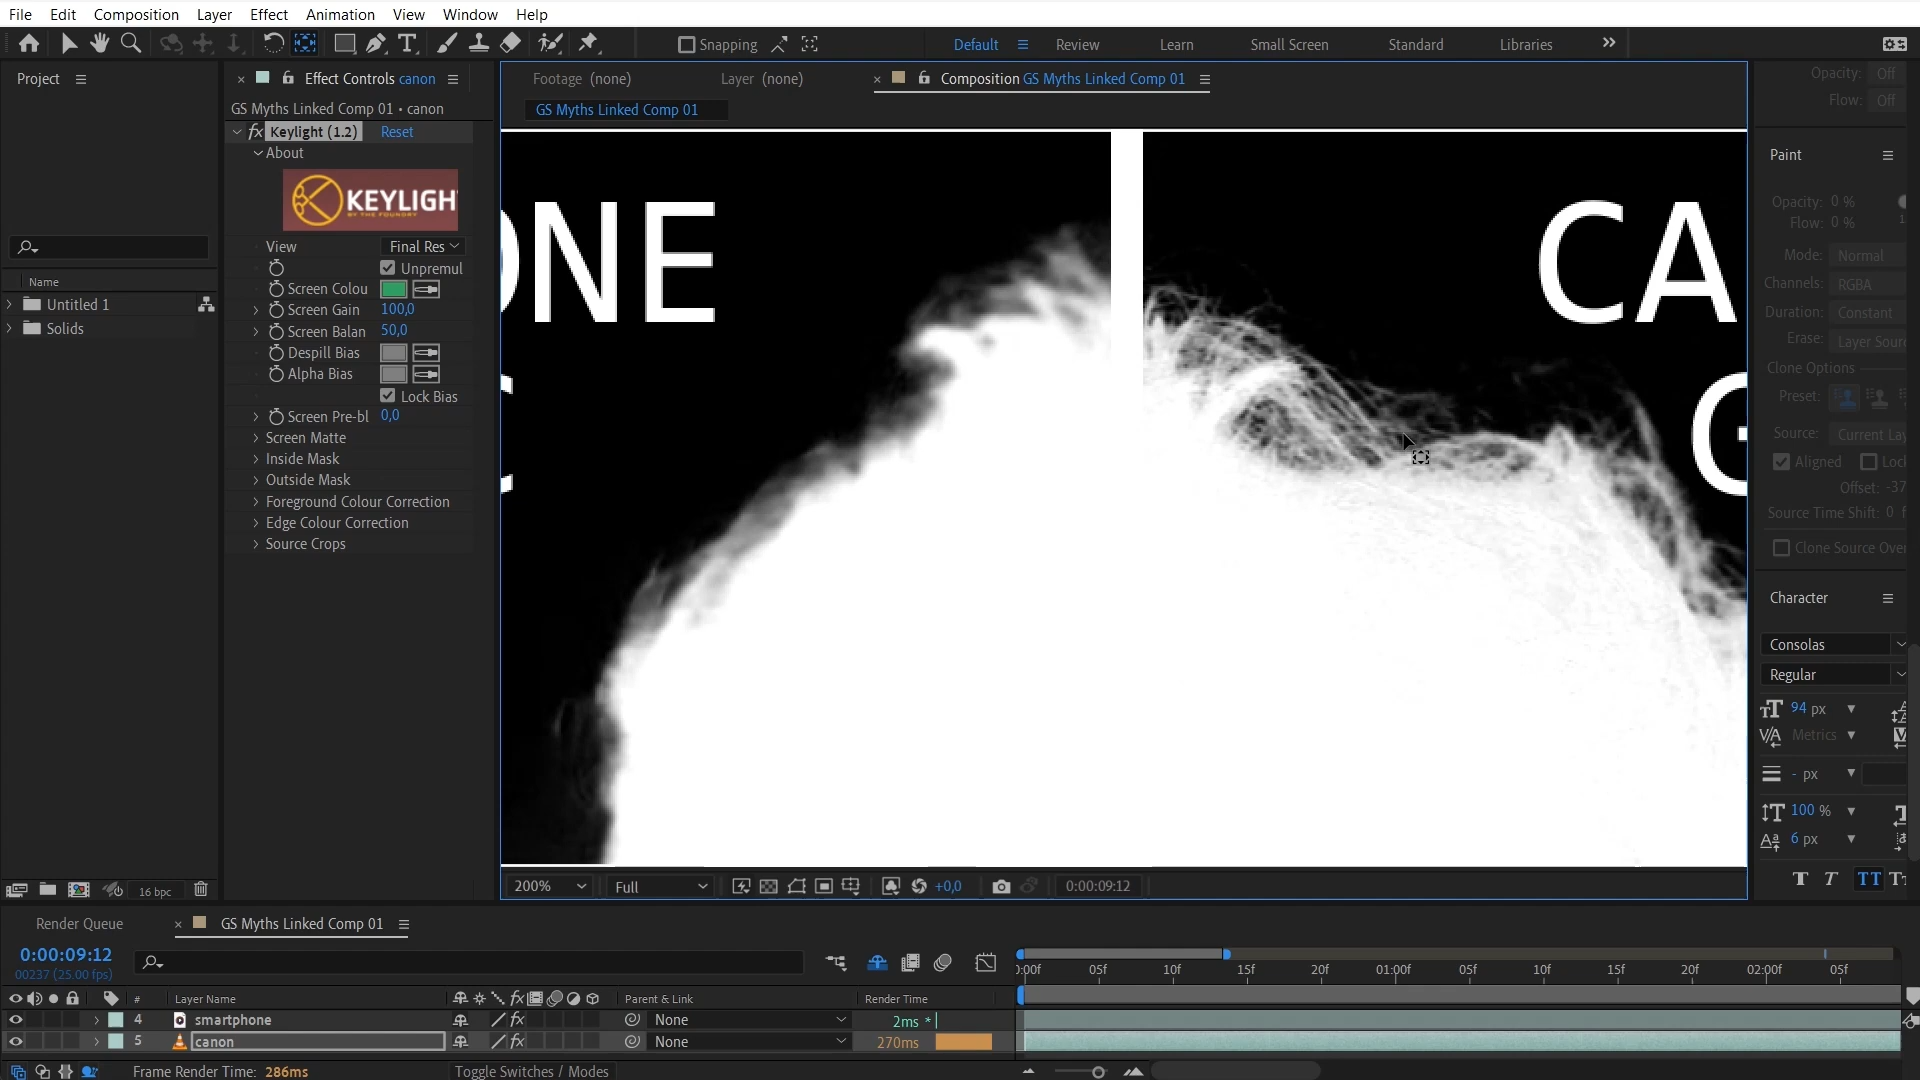 File Edit Composition Layer Effect Animation View Window Help
Snapping
Default Review Learn Small Screen Standard Libraries
Project
Effect Controls canon
GS Myths Linked Comp 01 • canon
Keylight (1.2) Reset
About
KEYLIGH
BY THE FOUNDRY
View Final Res
Unpremul
Screen Colou
Screen Gain 100,0
Screen Balan 50,0
Despill Bias
Alpha Bias
Lock Bias
Screen Pre-bl 0,0
Screen Matte
Inside Mask
Outside Mask
Foreground Colour Correction
Edge Colour Correction
Source Crops
Name
Untitled 1
Solids
16 bpc
Footage (none) Layer (none) Composition GS Myths Linked Comp 01
GS Myths Linked Comp 01
ONE
CA
G
200% Full +0,0 0:00:09:12
Opacity: Off
Flow: Off
Paint
Opacity: 0 %
Flow: 0 %
Mode: Normal
Channels: RGBA
Duration: Constant
Erase: Layer Sour
Clone Options
Preset:
Source: Current Lay
Aligned Loc
Offset: -37
Source Time Shift: 0 f
Clone Source Over
Character
Consolas
Regular
94 px
Metrics
- px
100 %
6 px
T T TT
Render Queue GS Myths Linked Comp 01
0:00:09:12
00237 (25.00 fps)
0:00f 05f 10f 15f 20f 01:00f 05f 10f 15f 20f 02:00f 05f
# Layer Name Parent & Link Render Time
4 smartphone None 2ms *
5 canon None 270ms
Frame Render Time: 286ms Toggle Switches / Modes